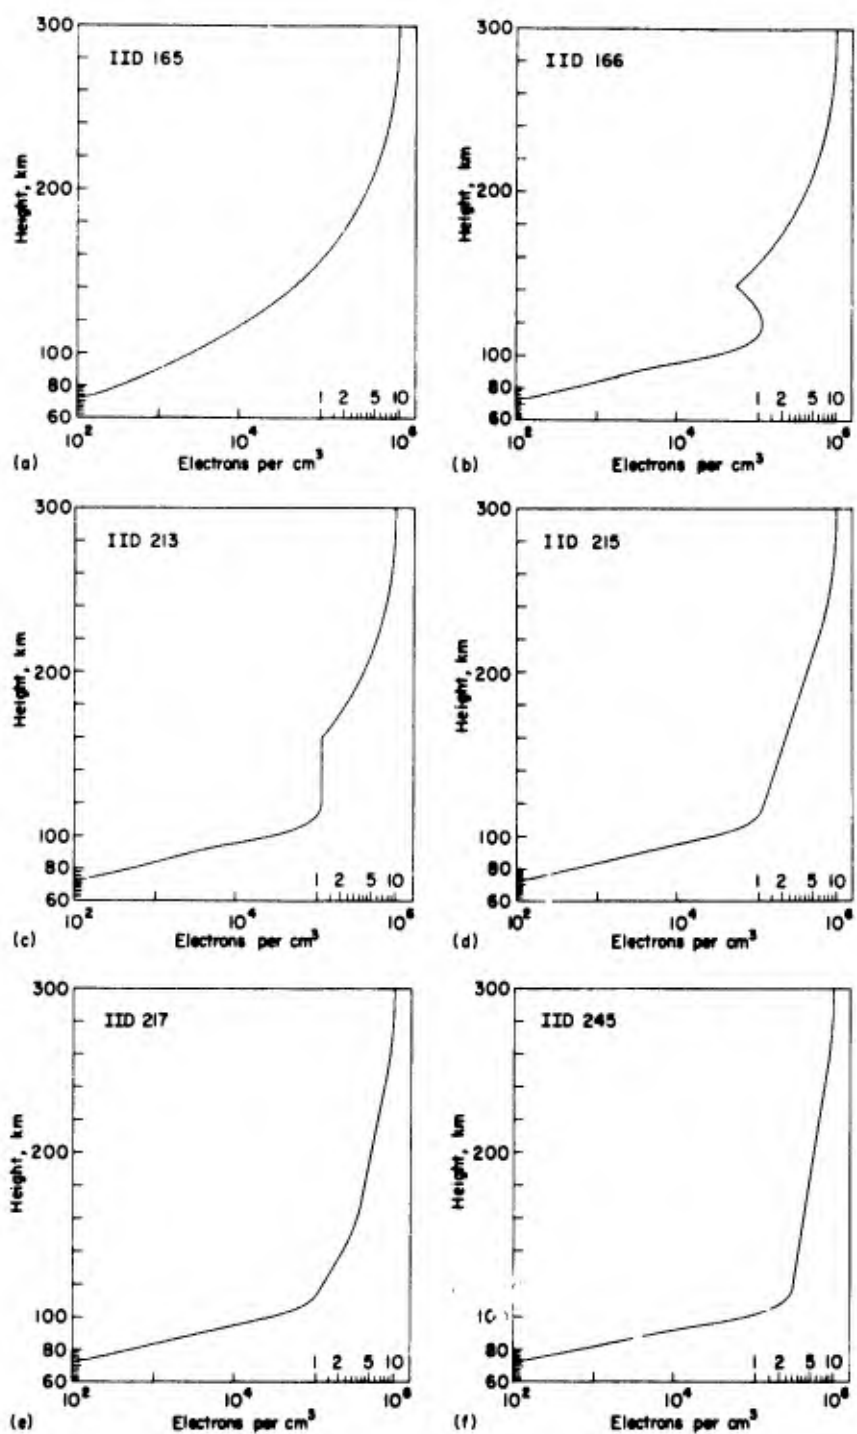 300
IID 165
Height, km
200
100
80
60
1 2 5 10
10² 10⁴ 10⁶
(a) Electrons per cm³
300
IID 166
Height, km
200
100
80
60
1 2 5 10
10² 10⁴ 10⁶
(b) Electrons per cm³
300
IID 213
Height, km
200
100
80
60
1 2 5 10
10² 10⁴ 10⁶
(c) Electrons per cm³
300
IID 215
Height, km
200
100
80
60
1 2 5 10
10² 10⁴ 10⁶
(d) Electrons per cm³
300
IID 217
Height, km
200
100
80
60
1 2 5 10
10² 10⁴ 10⁶
(e) Electrons per cm³
300
IID 245
Height, km
200
100
80
60
1 2 5 10
10² 10⁴ 10⁶
(f) Electrons per cm³